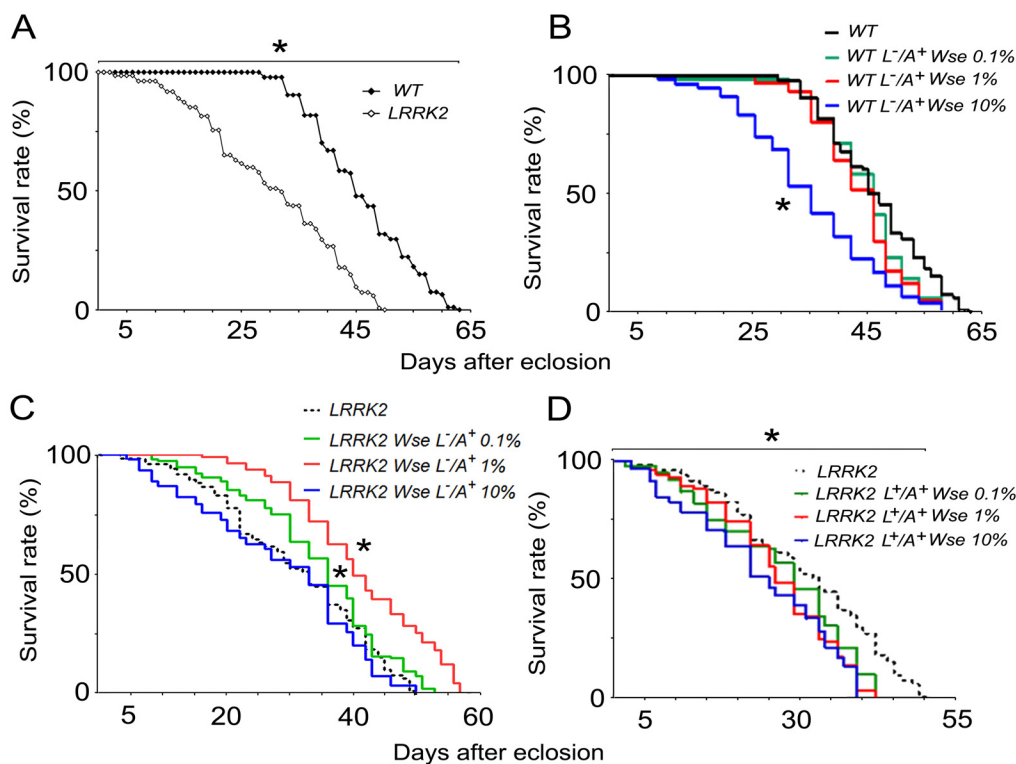 A
*
100
50
0
Survival rate (%)
WT
LRRK2
5 25 45 65
B
WT
WT L⁻/A⁺ Wse 0.1%
WT L⁻/A⁺ Wse 1%
WT L⁻/A⁺ Wse 10%
100
50
0
Survival rate (%)
*
5 25 45 65
Days after eclosion
C
LRRK2
LRRK2 Wse L⁻/A⁺ 0.1%
LRRK2 Wse L⁻/A⁺ 1%
LRRK2 Wse L⁻/A⁺ 10%
100
50
0
Survival rate (%)
*
*
5 20 40 60
D
*
LRRK2
LRRK2 L⁺/A⁺ Wse 0.1%
LRRK2 L⁺/A⁺ Wse 1%
LRRK2 L⁺/A⁺ Wse 10%
100
50
0
Survival rate (%)
5 30 55
Days after eclosion